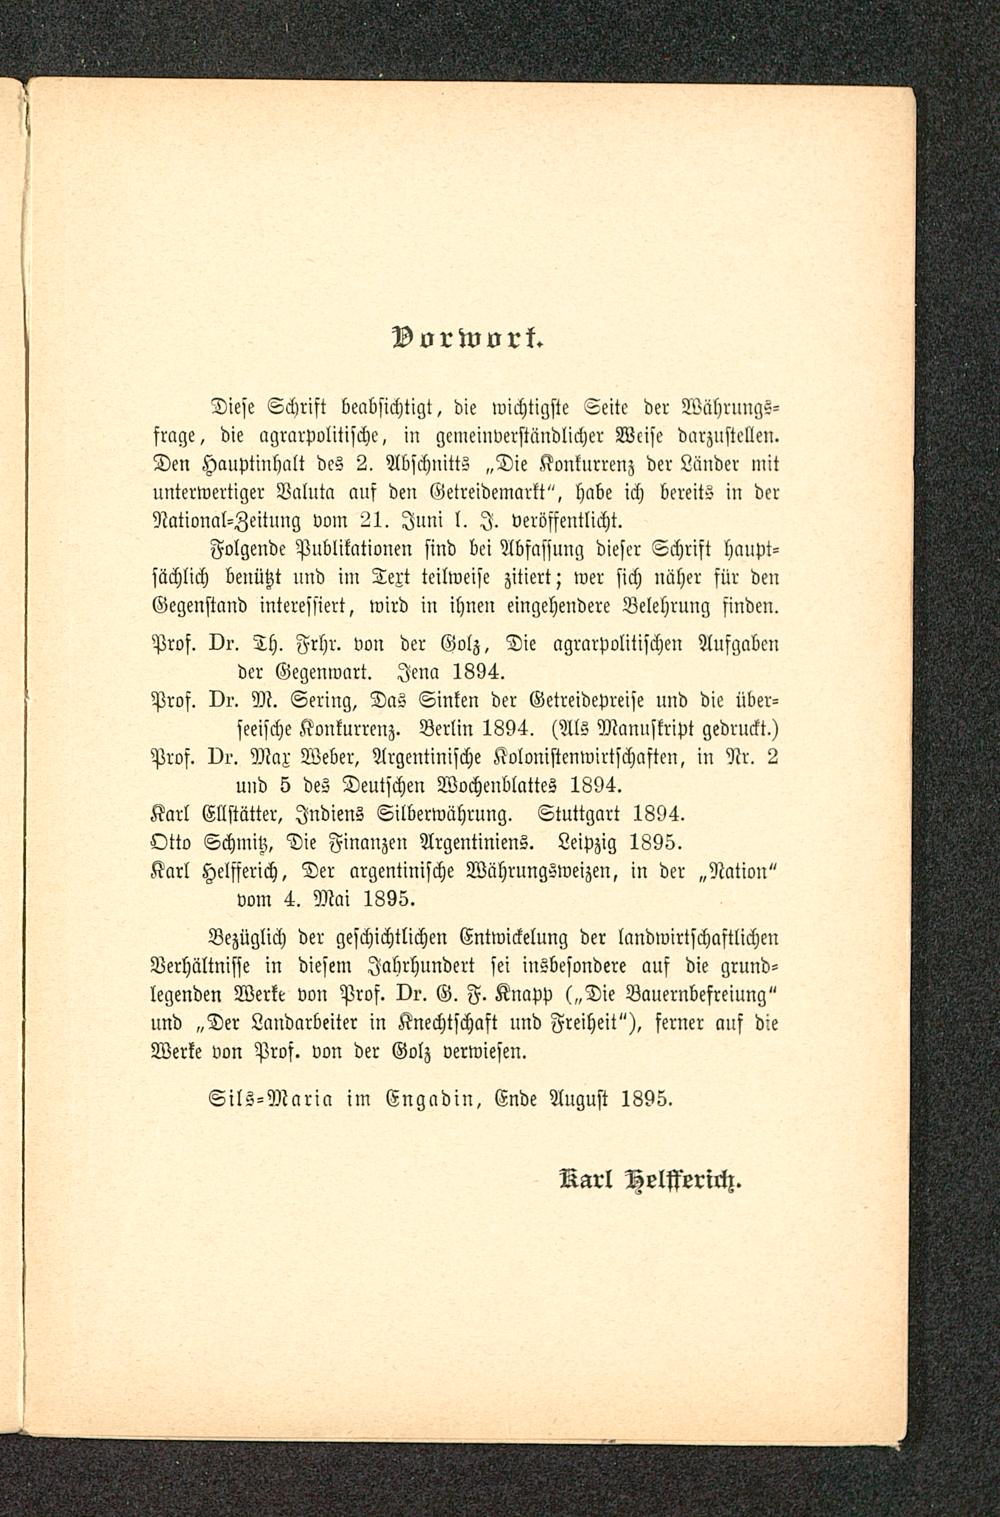 Vorwort.
Diese Schrift beabsichtigt, die wichtigste Seite der Währungs-
frage, die agrarpolitische, in gemeinverständlicher Weise darzustellen.
Den Hauptinhalt des 2. Abschnitts „Die Konkurrenz der Länder mit
unterwertiger Valuta auf den Getreidemarkt“, habe ich bereits in der
National-Zeitung vom 21. Juni l. J. veröffentlicht.
Folgende Publikationen sind bei Abfassung dieser Schrift haupt-
sächlich benützt und im Text teilweise zitiert; wer sich näher für den
Gegenstand interessiert, wird in ihnen eingehendere Belehrung finden.
Prof. Dr. Th. Frhr. von der Golz, Die agrarpolitischen Aufgaben
der Gegenwart. Jena 1894.
Prof. Dr. M. Sering, Das Sinken der Getreidepreise und die über-
seeische Konkurrenz. Berlin 1894. (Als Manuskript gedruckt.)
Prof. Dr. Max Weber, Argentinische Kolonistenwirtschaften, in Nr. 2
und 5 des Deutschen Wochenblattes 1894.
Karl Ellstätter, Indiens Silberwährung. Stuttgart 1894.
Otto Schmitz, Die Finanzen Argentiniens. Leipzig 1895.
Karl Helfferich, Der argentinische Währungsweizen, in der „Nation“
vom 4. Mai 1895.
Bezüglich der geschichtlichen Entwickelung der landwirtschaftlichen
Verhältnisse in diesem Jahrhundert sei insbesondere auf die grund-
legenden Werke von Prof. Dr. G. F. Knapp („Die Bauernbefreiung“
und „Der Landarbeiter in Knechtschaft und Freiheit“), ferner auf die
Werke von Prof. von der Golz verwiesen.
Sils-Maria im Engadin, Ende August 1895.
Karl Helfferich.